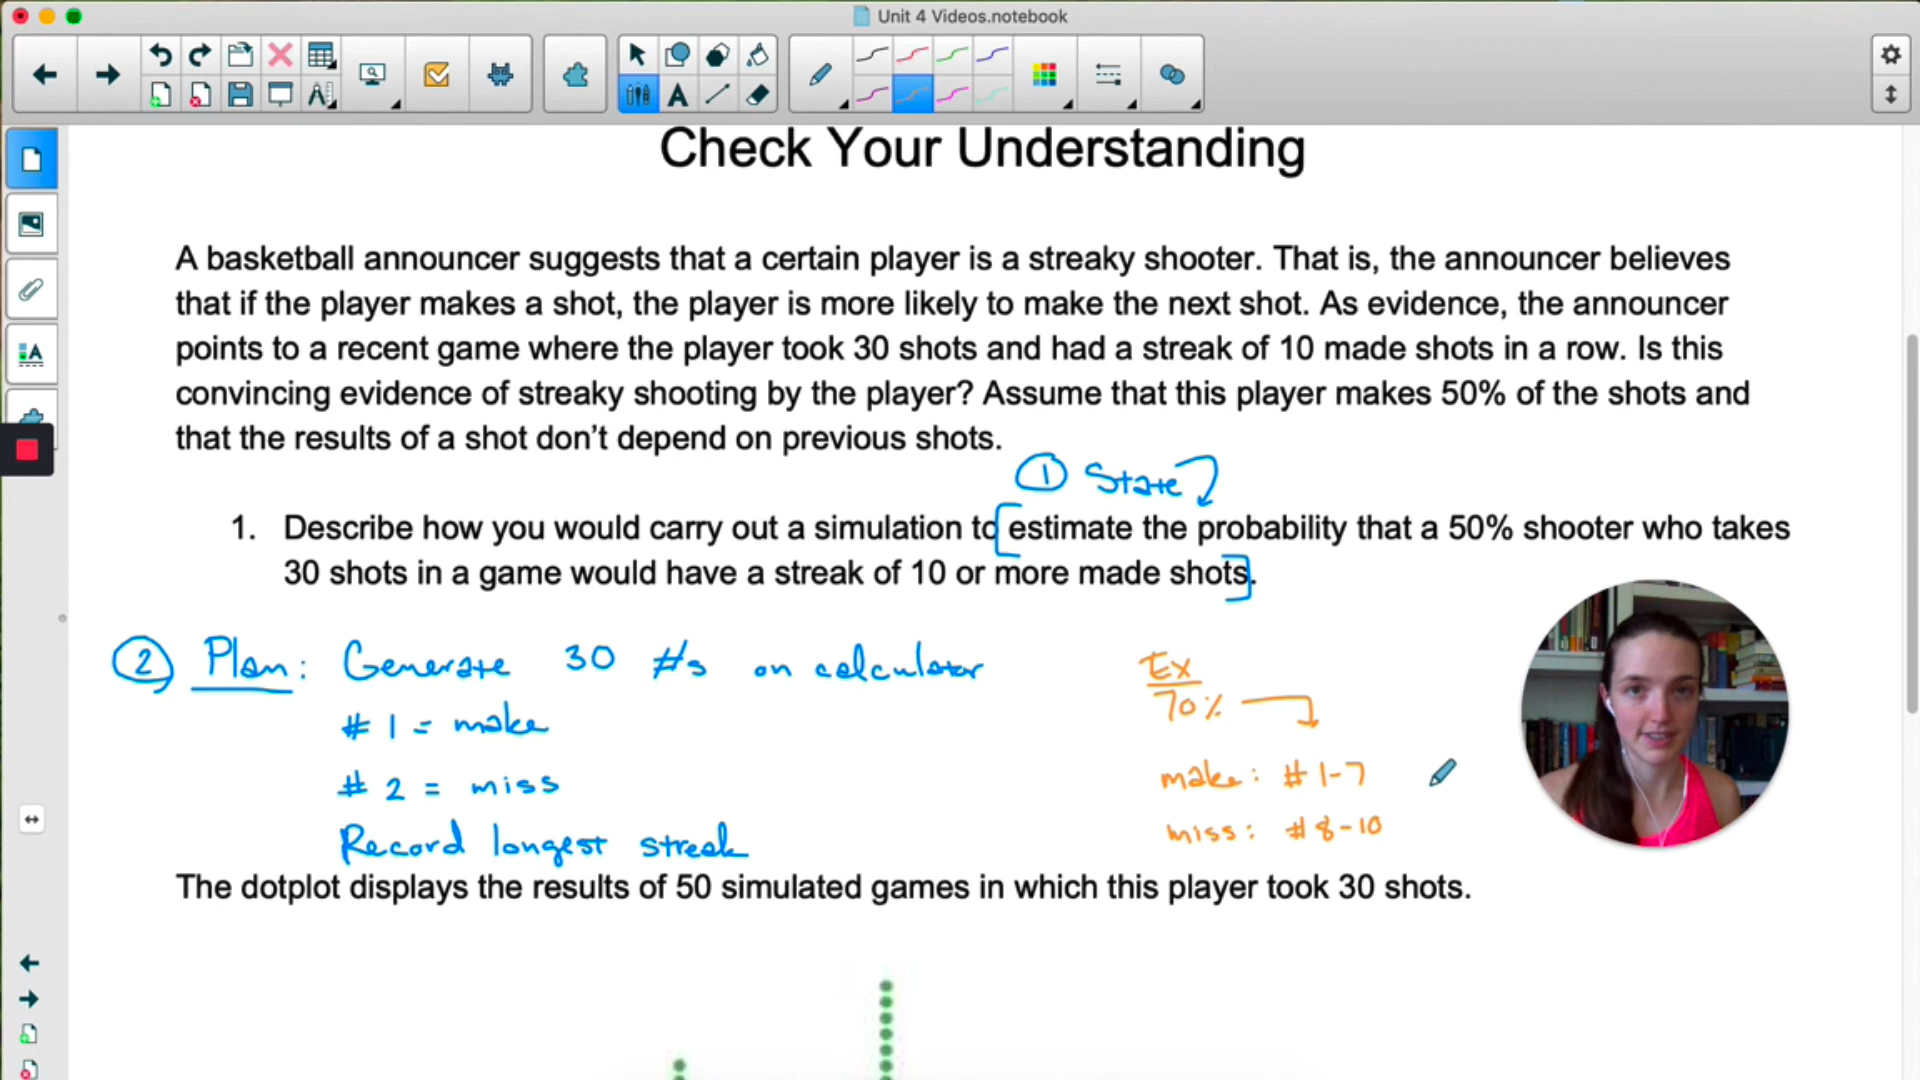 Unit 4 Videos.notebook
Check Your Understanding
A basketball announcer suggests that a certain player is a streaky shooter. That is, the announcer believes
that if the player makes a shot, the player is more likely to make the next shot. As evidence, the announcer
points to a recent game where the player took 30 shots and had a streak of 10 made shots in a row. Is this
convincing evidence of streaky shooting by the player? Assume that this player makes 50% of the shots and
that the results of a shot don't depend on previous shots.
① State
1. Describe how you would carry out a simulation to [estimate the probability that a 50% shooter who takes
30 shots in a game would have a streak of 10 or more made shots].
② Plan: Generate 30 #s on calculator
# 1 = make
# 2 = miss
Record longest streak
Ex
70%
make: # 1-7
miss: # 8-10
The dotplot displays the results of 50 simulated games in which this player took 30 shots.